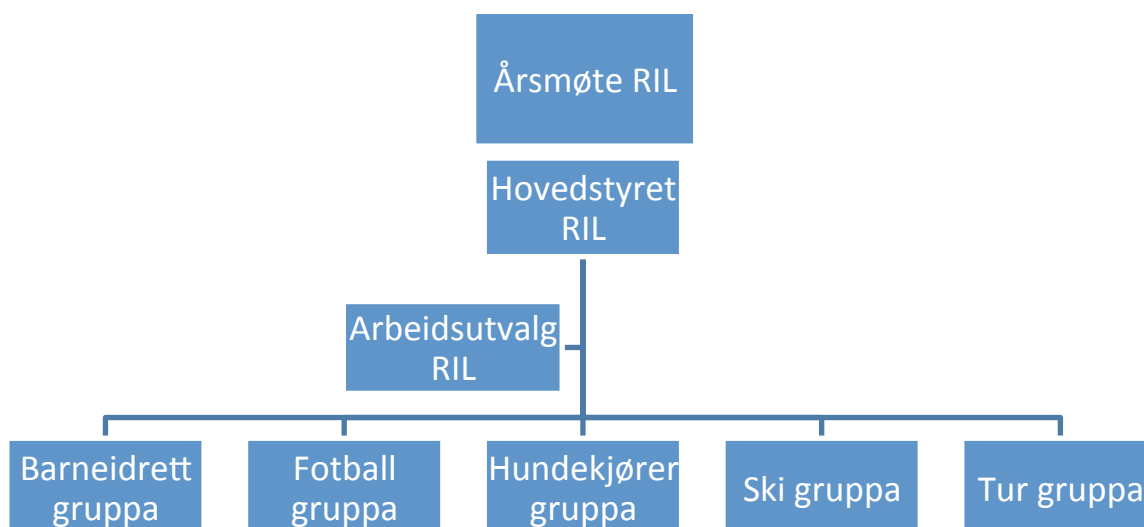 Årsmøte RIL
Hovedstyret
RIL
Arbeidsutvalg
RIL
Barneidrett
gruppa
Fotball
gruppa
Hundekjører
gruppa
Ski gruppa
Tur gruppa